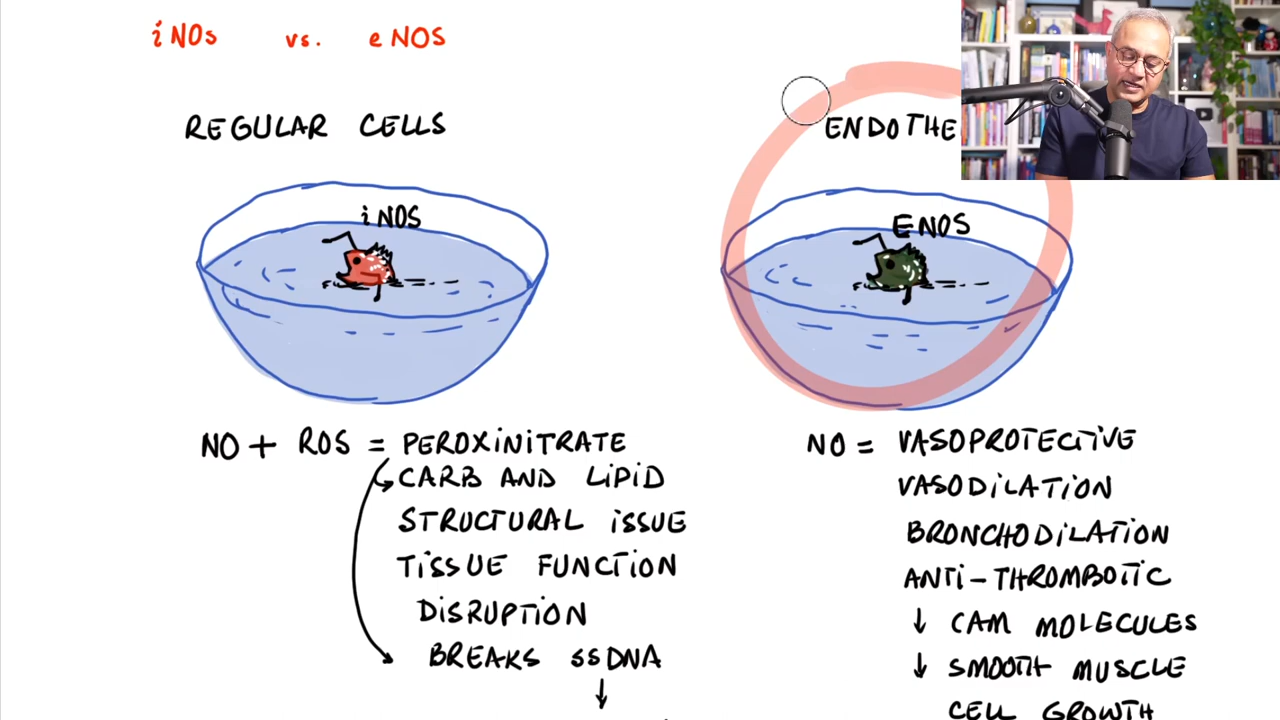 iNOs vs. eNOS
REGULAR CELLS
iNOS
NO + ROS = PEROXINITRATE
CARB AND LIPID
STRUCTURAL ISSUE
TISSUE FUNCTION
DISRUPTION
BREAKS SSDNA
ENDOTHE
ENOS
NO = VASOPROTECTIVE
VASODILATION
BRONCHODILATION
ANTI-THROMBOTIC
↓ CAM MOLECULES
↓ SMOOTH MUSCLE
CELL GROWTH